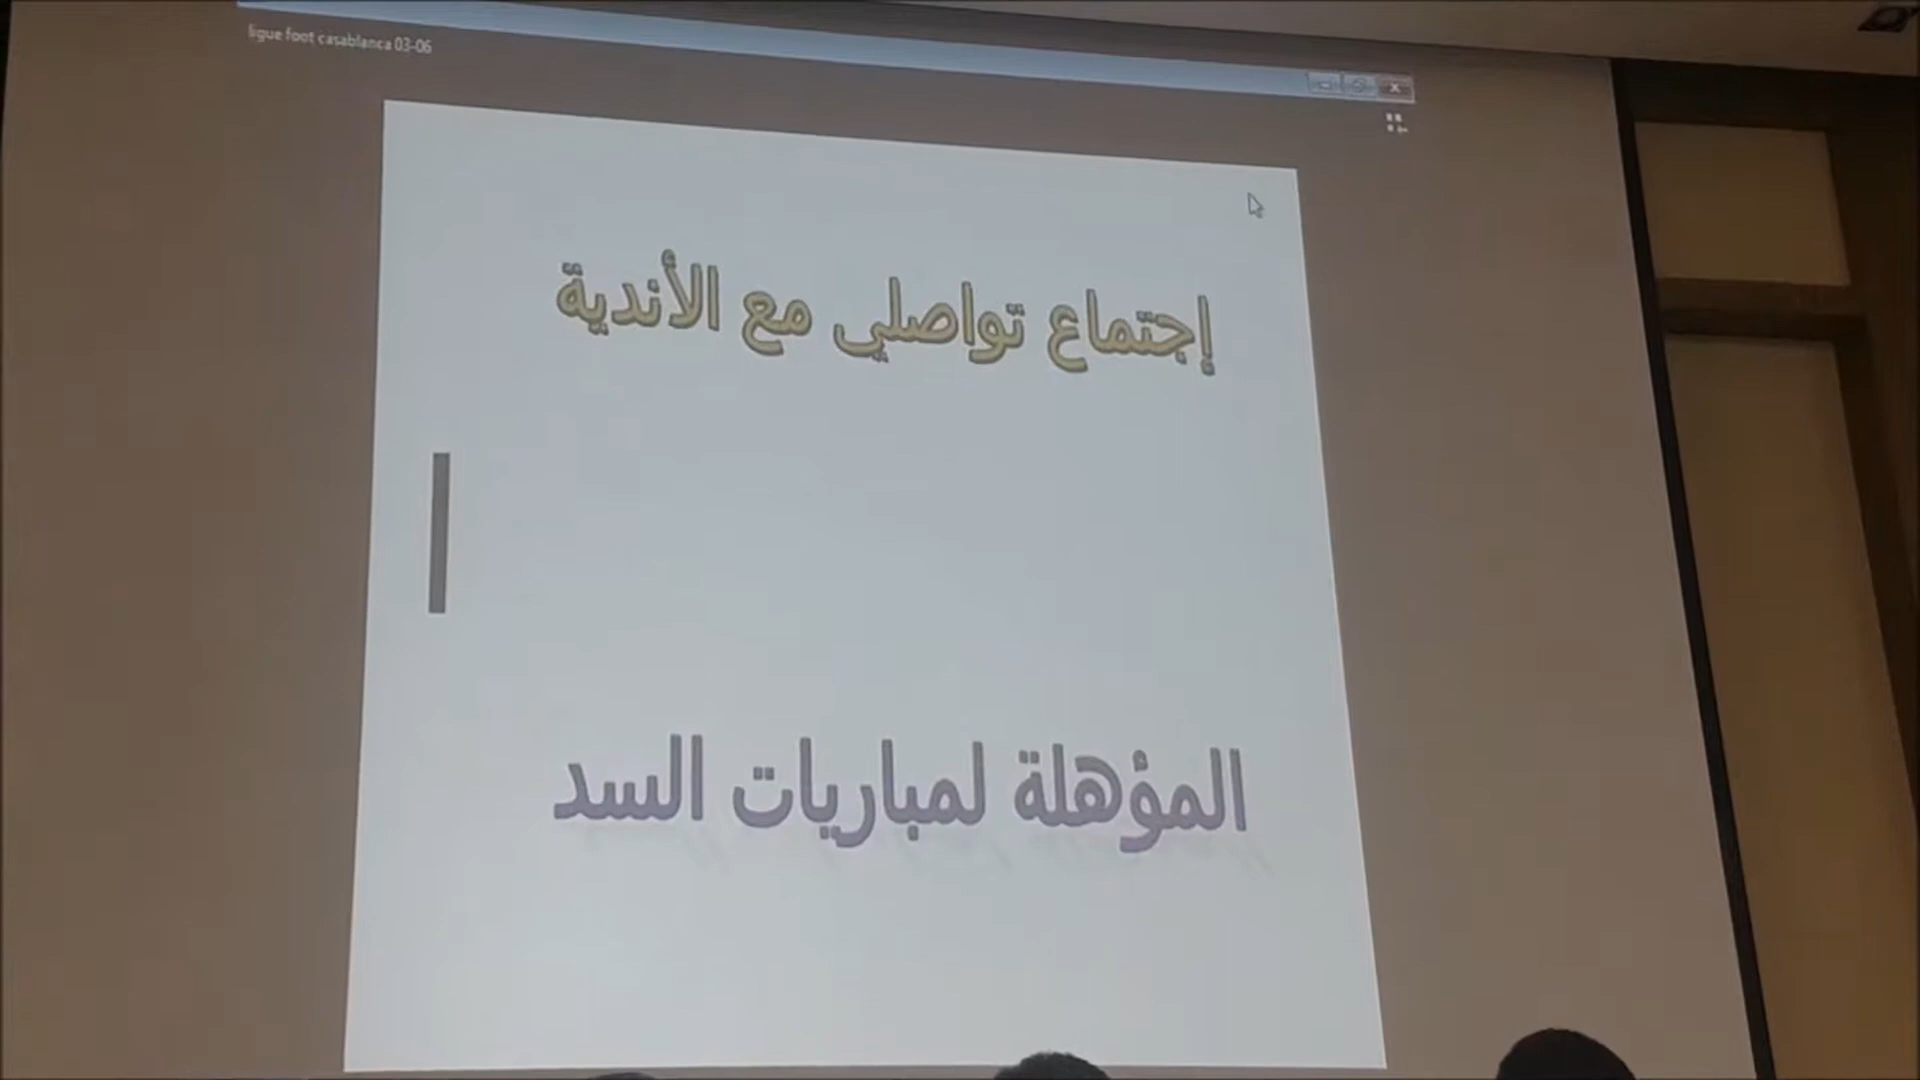 ligue foot casablanca 03-06
إجتماع تواصلي مع الأندية
المؤهلة لمباريات السد